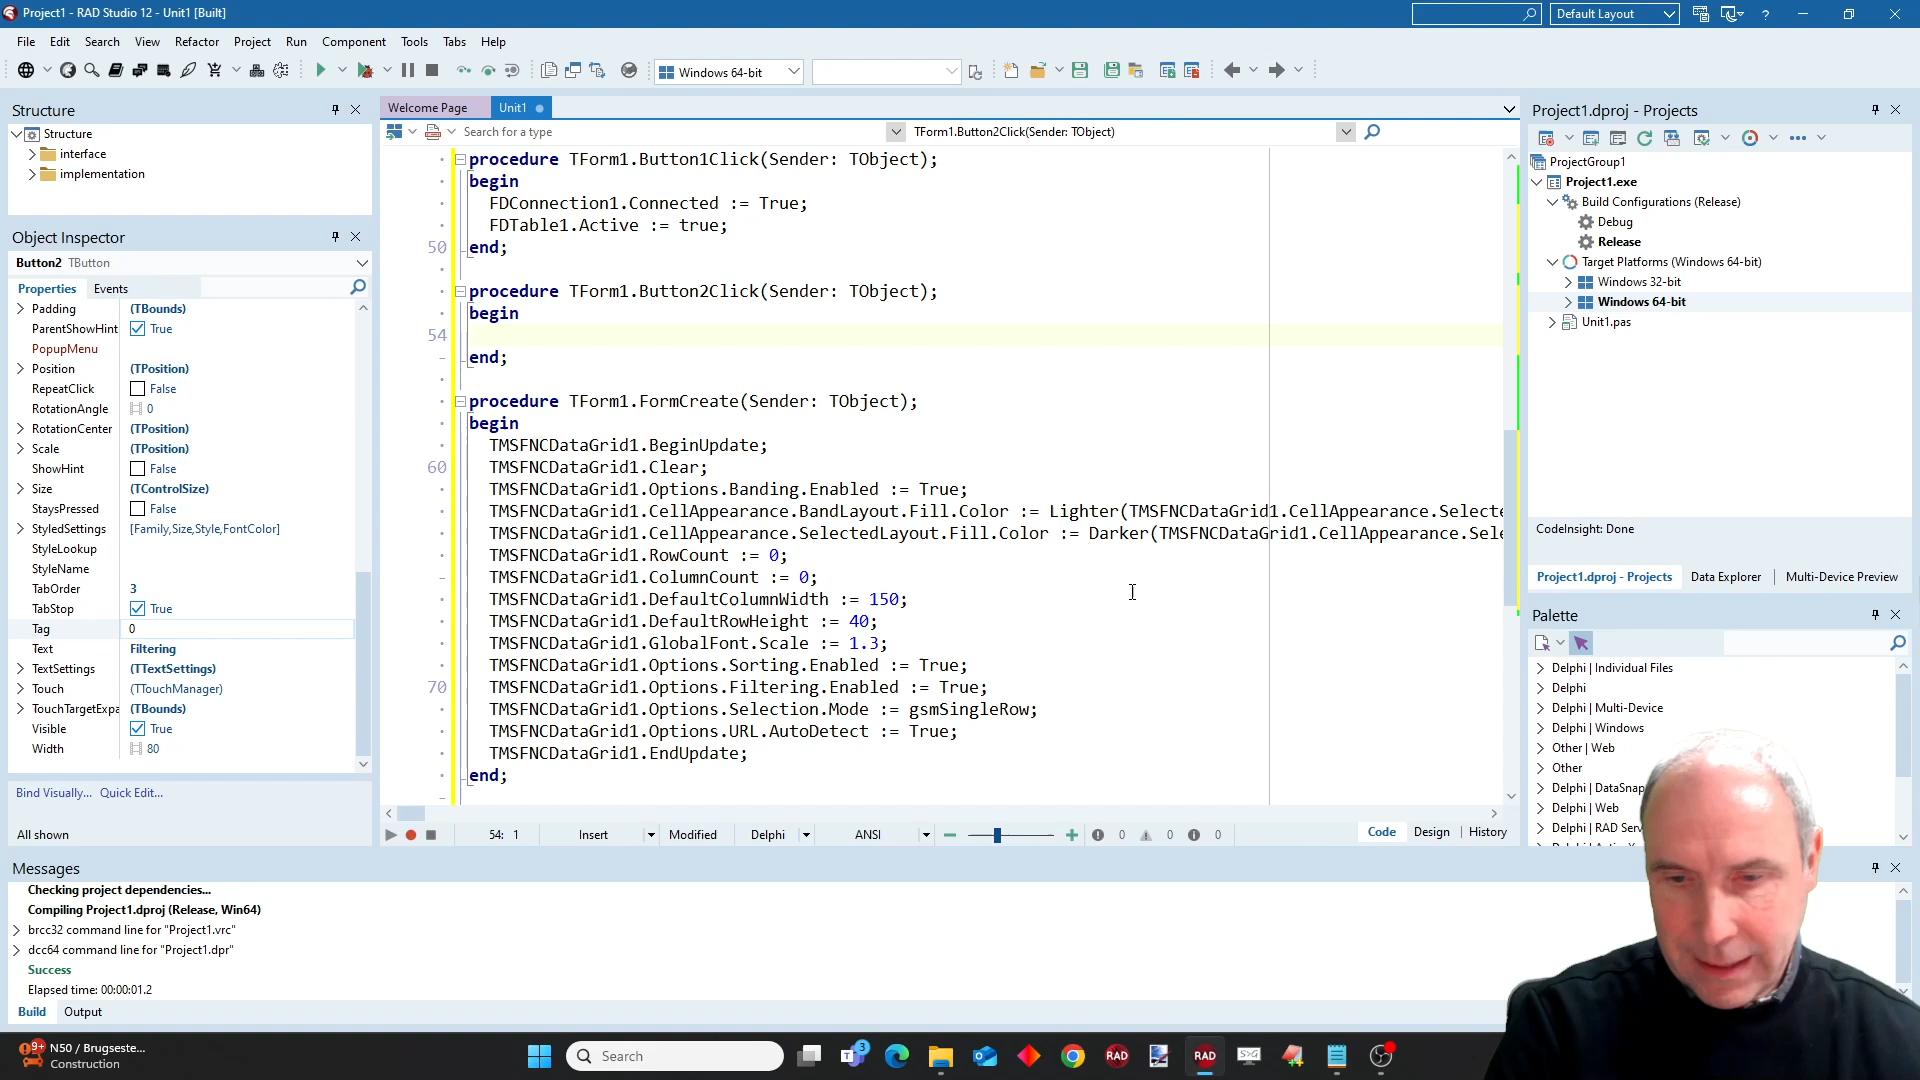 Project1 - RAD Studio 12 - Unit1 [Built]
Default Layout
File Edit Search View Refactor Project Run Component Tools Tabs Help
Windows 64-bit
Structure
Structure
interface
implementation
Object Inspector
Button2 TButton
Properties Events
Padding (TBounds)
ParentShowHint True
PopupMenu
Position (TPosition)
RepeatClick False
RotationAngle 0
RotationCenter (TPosition)
Scale (TPosition)
ShowHint False
Size (TControlSize)
StaysPressed False
StyledSettings [Family,Size,Style,FontColor]
StyleLookup
StyleName
TabOrder 3
TabStop True
Tag 0
Text Filtering
TextSettings (TTextSettings)
Touch (TTouchManager)
TouchTargetExpa (TBounds)
Visible True
Width 80
Bind Visually... Quick Edit...
All shown
Welcome Page Unit1
Search for a type TForm1.Button2Click(Sender: TObject)
procedure TForm1.Button1Click(Sender: TObject);
begin
FDConnection1.Connected := True;
FDTable1.Active := true;
50 end;
procedure TForm1.Button2Click(Sender: TObject);
begin
54
end;
procedure TForm1.FormCreate(Sender: TObject);
begin
TMSFNCDataGrid1.BeginUpdate;
60 TMSFNCDataGrid1.Clear;
TMSFNCDataGrid1.Options.Banding.Enabled := True;
TMSFNCDataGrid1.CellAppearance.BandLayout.Fill.Color := Lighter(TMSFNCDataGrid1.CellAppearance.Selecte
TMSFNCDataGrid1.CellAppearance.SelectedLayout.Fill.Color := Darker(TMSFNCDataGrid1.CellAppearance.Sele
TMSFNCDataGrid1.RowCount := 0;
TMSFNCDataGrid1.ColumnCount := 0;
TMSFNCDataGrid1.DefaultColumnWidth := 150;
TMSFNCDataGrid1.DefaultRowHeight := 40;
TMSFNCDataGrid1.GlobalFont.Scale := 1.3;
TMSFNCDataGrid1.Options.Sorting.Enabled := True;
70 TMSFNCDataGrid1.Options.Filtering.Enabled := True;
TMSFNCDataGrid1.Options.Selection.Mode := gsmSingleRow;
TMSFNCDataGrid1.Options.URL.AutoDetect := True;
TMSFNCDataGrid1.EndUpdate;
end;
54: 1 Insert Modified Delphi ANSI 0 0 0 Code Design History
Project1.dproj - Projects
ProjectGroup1
Project1.exe
Build Configurations (Release)
Debug
Release
Target Platforms (Windows 64-bit)
Windows 32-bit
Windows 64-bit
Unit1.pas
CodeInsight: Done
Project1.dproj - Projects Data Explorer Multi-Device Preview
Palette
Delphi | Individual Files
Delphi
Delphi | Multi-Device
Delphi | Windows
Other | Web
Other
Delphi | DataSnap
Delphi | Web
Delphi | RAD Serv
Messages
Checking project dependencies...
Compiling Project1.dproj (Release, Win64)
brcc32 command line for "Project1.vrc"
dcc64 command line for "Project1.dpr"
Success
Elapsed time: 00:00:01.2
Build Output
9+ N50 / Brugseste...
Construction
Search
3
RAD
RAD